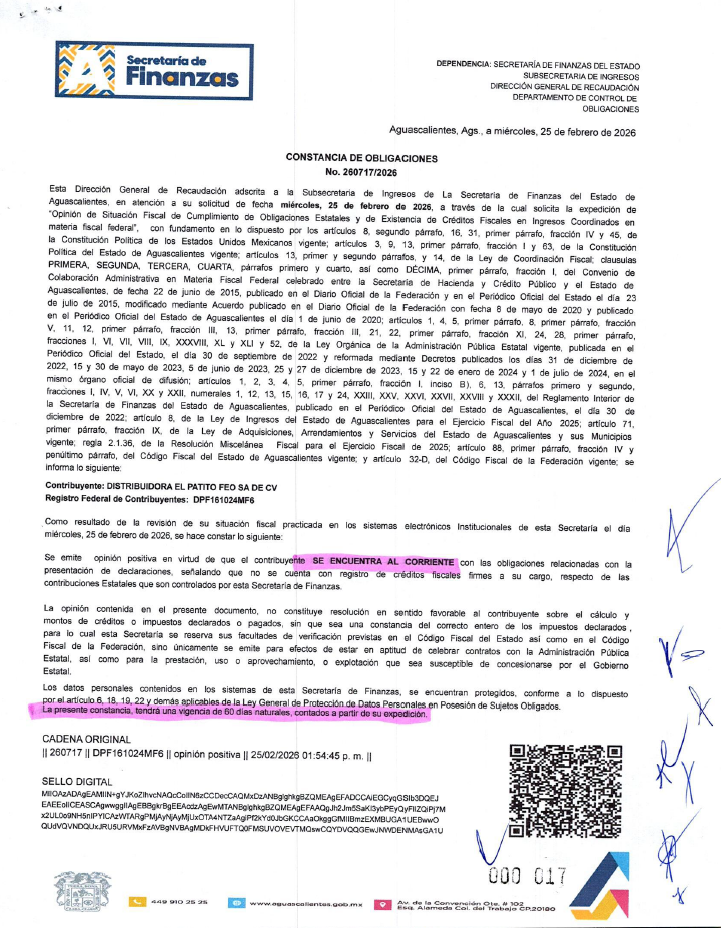 Secretaría de
Finanzas
DEPENDENCIA: SECRETARÍA DE FINANZAS DEL ESTADO
SUBSECRETARIA DE INGRESOS
DIRECCIÓN GENERAL DE RECAUDACIÓN
DEPARTAMENTO DE CONTROL DE
OBLIGACIONES
Aguascalientes, Ags., a miércoles, 25 de febrero de 2026
CONSTANCIA DE OBLIGACIONES
No. 260717/2026
Esta Dirección General de Recaudación adscrita a la Subsecretaria de Ingresos de La Secretaría de Finanzas del Estado de
Aguascalientes, en atención a su solicitud de fecha miércoles, 25 de febrero de 2026, a través de la cual solicita la expedición de
"Opinión de Situación Fiscal de Cumplimiento de Obligaciones Estatales y de Existencia de Créditos Fiscales en Ingresos Coordinados en
materia fiscal federal", con fundamento en lo dispuesto por los artículos 8, segundo párrafo, 16, 31, primer párrafo, fracción IV y 45, de
la Constitución Política de los Estados Unidos Mexicanos vigente; artículos 3, 9, 13, primer párrafo, fracción I y 63, de la Constitución
Política del Estado de Aguascalientes vigente; artículos 13, primer y segundo párrafos, y 14, de la Ley de Coordinación Fiscal; clausulas
PRIMERA, SEGUNDA, TERCERA, CUARTA, párrafos primero y cuarto, así como DÉCIMA, primer párrafo, fracción I, del Convenio de
Colaboración Administrativa en Materia Fiscal Federal celebrado entre la Secretaría de Hacienda y Crédito Público y el Estado de
Aguascalientes, de fecha 22 de junio de 2015, publicado en el Diario Oficial de la Federación y en el Periódico Oficial del Estado el día 23
de julio de 2015, modificado mediante Acuerdo publicado en el Diario Oficial de la Federación con fecha 8 de mayo de 2020 y publicado
en el Periódico Oficial del Estado de Aguascalientes el día 1 de junio de 2020; artículos 1, 4, 5, primer párrafo, 8, primer párrafo, fracción
V, 11, 12, primer párrafo, fracción III, 13, primer párrafo, fracción III, 21, 22, primer párrafo, fracción XI, 24, 28, primer párrafo,
fracciones I, VI, VII, VIII, IX, XXXVIII, XL y XLI y 52, de la Ley Orgánica de la Administración Pública Estatal vigente, publicada en el
Periódico Oficial del Estado, el día 30 de septiembre de 2022 y reformada mediante Decretos publicados los días 31 de diciembre de
2022, 15 y 30 de mayo de 2023, 5 de junio de 2023, 25 y 27 de diciembre de 2023, 15 y 22 de enero de 2024 y 1 de julio de 2024, en el
mismo órgano oficial de difusión; artículos 1, 2, 3, 4, 5, primer párrafo, fracción I, inciso B), 6, 13, párrafos primero y segundo,
fracciones I, IV, V, VI, XX y XXII, numerales 1, 12, 13, 15, 16, 17 y 24, XXIII, XXV, XXVI, XXVII, XXVIII y XXXII, del Reglamento Interior de
la Secretaría de Finanzas del Estado de Aguascalientes, publicado en el Periódico Oficial del Estado de Aguascalientes, el día 30 de
diciembre de 2022; artículo 8, de la Ley de Ingresos del Estado de Aguascalientes para el Ejercicio Fiscal del Año 2025; artículo 71,
primer párrafo, fracción IX, de la Ley de Adquisiciones, Arrendamientos y Servicios del Estado de Aguascalientes y sus Municipios
vigente; regla 2.1.36, de la Resolución Miscelánea Fiscal para el Ejercicio Fiscal de 2025; artículo 88, primer párrafo, fracción IV y
penúltimo párrafo, del Código Fiscal del Estado de Aguascalientes vigente; y artículo 32-D, del Código Fiscal de la Federación vigente; se
informa lo siguiente:
Contribuyente: DISTRIBUIDORA EL PATITO FEO SA DE CV
Registro Federal de Contribuyentes: DPF161024MF6
Como resultado de la revisión de su situación fiscal practicada en los sistemas electrónicos Institucionales de esta Secretaría el día
miércoles, 25 de febrero de 2026, se hace constar lo siguiente:
Se emite opinión positiva en virtud de que el contribuyente SE ENCUENTRA AL CORRIENTE con las obligaciones relacionadas con la
presentación de declaraciones, señalando que no se cuenta con registro de créditos fiscales firmes a su cargo, respecto de las
contribuciones Estatales que son controlados por esta Secretaría de Finanzas.
La opinión contenida en el presente documento, no constituye resolución en sentido favorable al contribuyente sobre el cálculo y
montos de créditos o impuestos declarados o pagados, sin que sea una constancia del correcto entero de los impuestos declarados,
para lo cual esta Secretaría se reserva sus facultades de verificación previstas en el Código Fiscal del Estado así como en el Código
Fiscal de la Federación, sino únicamente se emite para efectos de estar en aptitud de celebrar contratos con la Administración Pública
Estatal, así como para la prestación, uso o aprovechamiento, o explotación que sea susceptible de concesionarse por el Gobierno
Estatal.
Los datos personales contenidos en los sistemas de esta Secretaría de Finanzas, se encuentran protegidos, conforme a lo dispuesto
por el artículo 6, 18, 19, 22 y demás aplicables de la Ley General de Protección de Datos Personales en Posesión de Sujetos Obligados.
La presente constancia, tendrá una vigencia de 60 días naturales, contados a partir de su expedición.
CADENA ORIGINAL
|| 260717 || DPF161024MF6 || opinión positiva || 25/02/2026 01:54:45 p. m. ||
SELLO DIGITAL
000 017
449 910 25 25
www.aguascalientes.gob.mx
Av. de la Convención Ote. # 102
Esq. Alameda Col. del Trabajo CP.20180